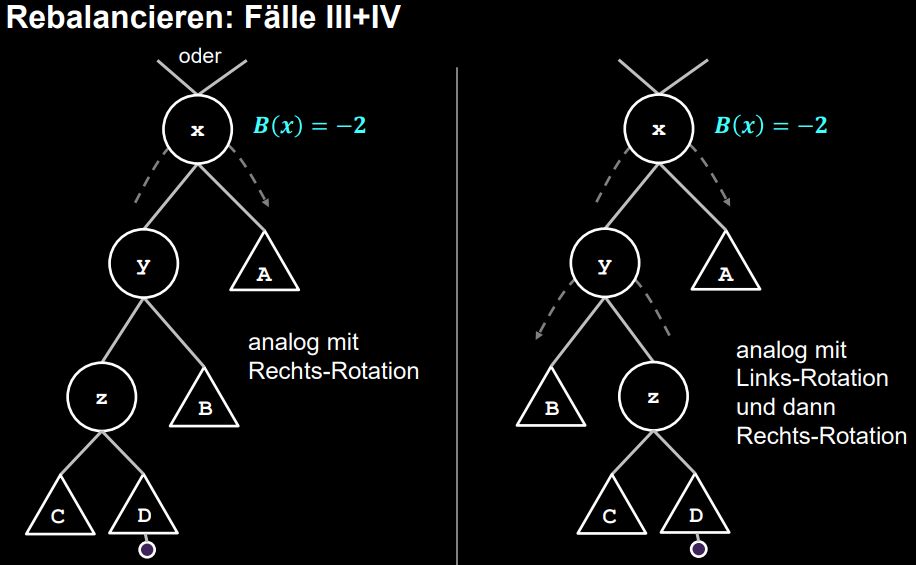 Rebalancieren: Fälle III+IV
oder
x
B(x) = −2
y
A
analog mit
Rechts-Rotation
z
B
C
D
x
B(x) = −2
y
A
analog mit
Links-Rotation
und dann
Rechts-Rotation
B
z
C
D